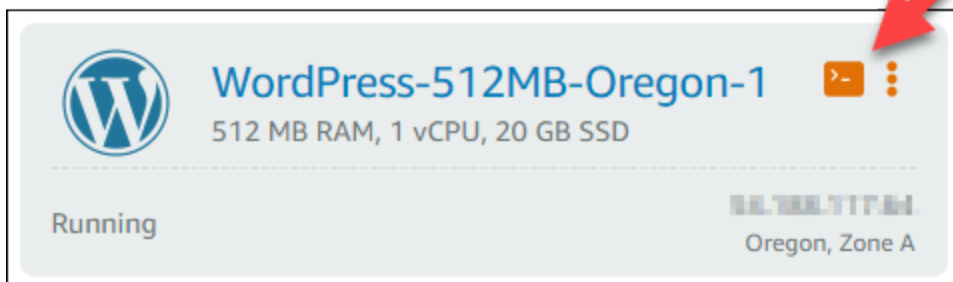 WordPress-512MB-Oregon-1
512 MB RAM, 1 vCPU, 20 GB SSD
Running
Oregon, Zone A